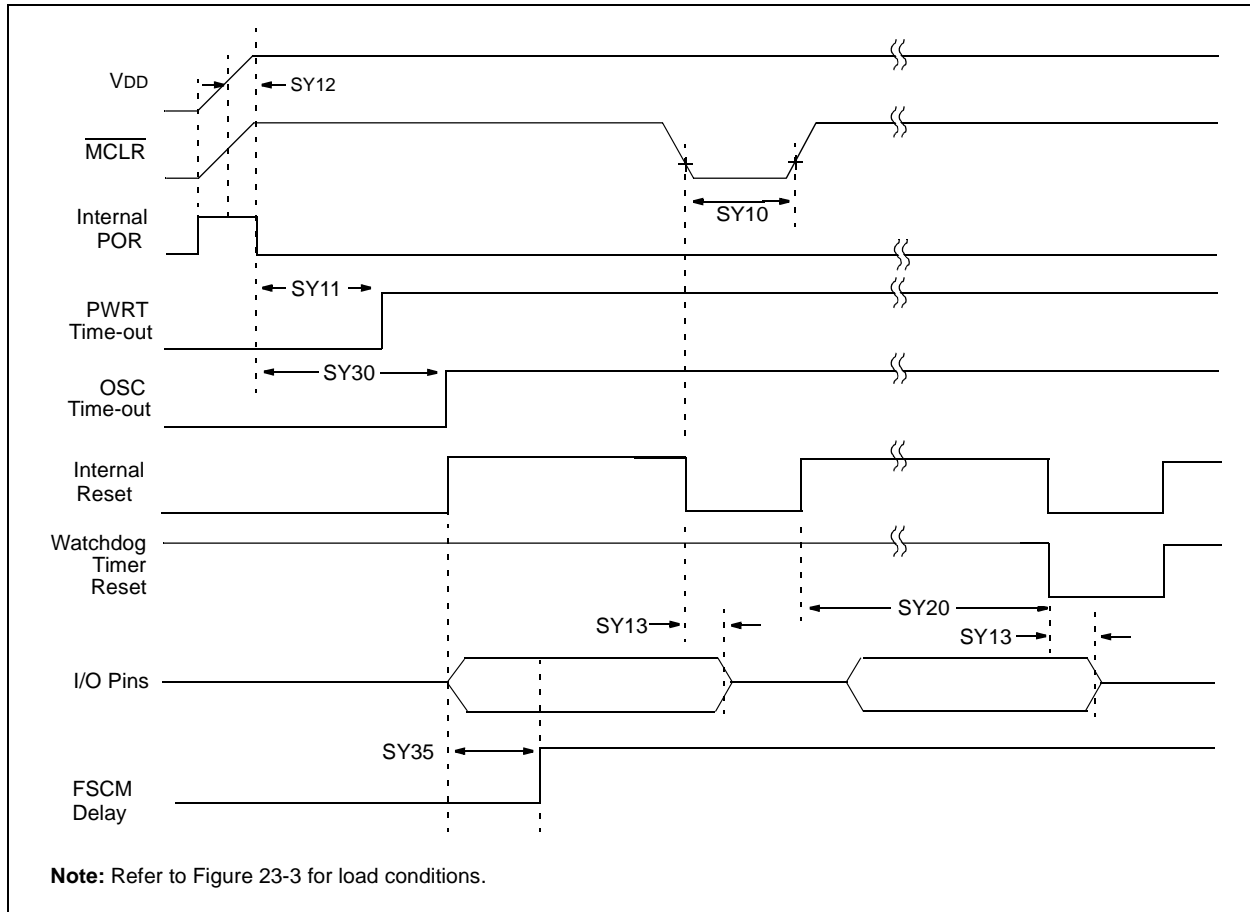 VDD
SY12
MCLR
SY10
Internal
POR
SY11
PWRT
Time-out
SY30
OSC
Time-out
Internal
Reset
Watchdog
Timer
Reset
SY20
SY13
SY13
I/O Pins
SY35
FSCM
Delay
Note: Refer to Figure 23-3 for load conditions.